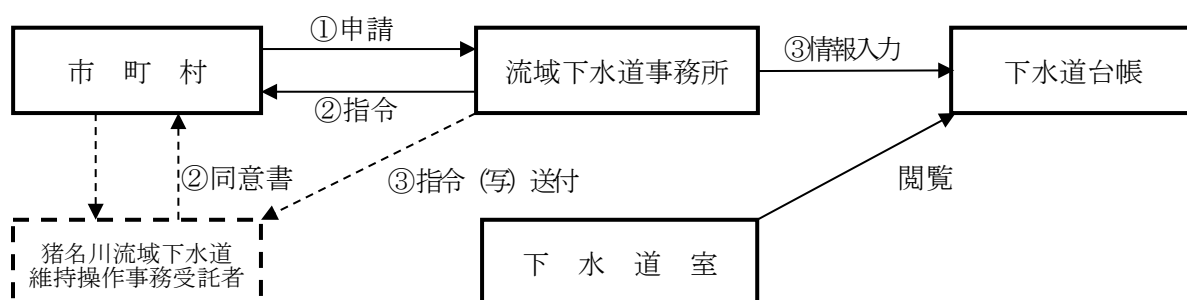 ①申請
市　町　村
流域下水道事務所
③情報入力
下水道台帳
②指令
②同意書
③指令（写）送付
閲覧
猪名川流域下水道
維持操作事務受託者
下　水　道　室